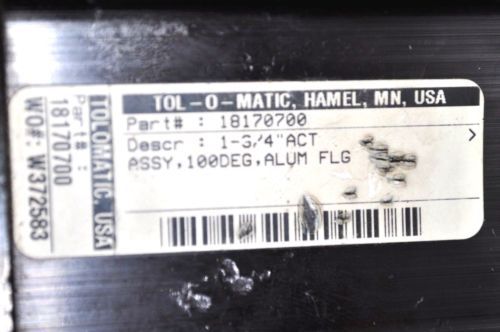 TOL-O-MATIC, HAMEL, MN, USA
Part# : 18170700
Descr : 1-3/4"ACT
ASSY,100DEG,ALUM FLG
TOLOMATIC, USA
Part#:
18170700
WO#: W372583